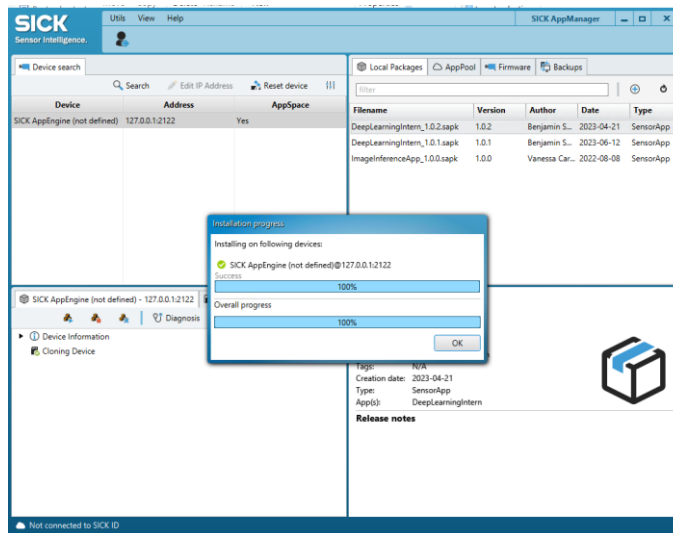 SICK
Sensor Intelligence.
Utils View Help
SICK AppManager
Device search
Search Edit IP Address Reset device
Device Address AppSpace
SICK AppEngine (not defined) 127.0.0.1:2122 Yes
Local Packages AppPool Firmware Backups
filter
Filename Version Author Date Type
DeepLearningIntern_1.0.2.sapk 1.0.2 Benjamin S... 2023-04-21 SensorApp
DeepLearningIntern_1.0.1.sapk 1.0.1 Benjamin S... 2023-06-12 SensorApp
ImageInferenceApp_1.0.0.sapk 1.0.0 Vanessa Car... 2022-08-08 SensorApp
Installation progress
Installing on following devices:
SICK AppEngine (not defined)@127.0.0.1:2122
Success
100%
Overall progress
100%
OK
SICK AppEngine (not defined) - 127.0.0.1:2122
Diagnosis
Device Information
Cloning Device
Tags: N/A
Creation date: 2023-04-21
Type: SensorApp
App(s): DeepLearningIntern
Release notes
Not connected to SICK ID